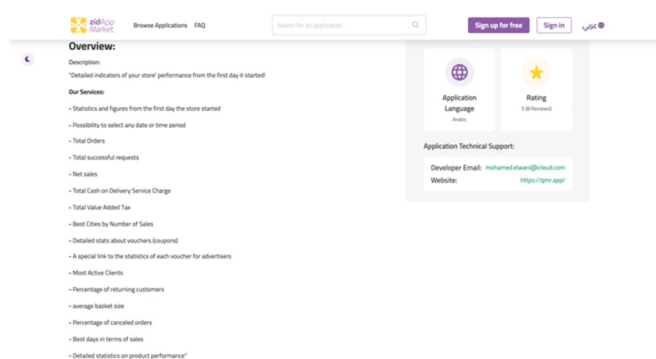 zidApp Market
Browse Applications FAQ
Search for an application
Sign up for free
Sign in
عربي
Overview:
Description:
"Detailed indicators of your store' performance from the first day it started!
Our Services:
• Statistics and figures from the first day the store started
• Possibility to select any date or time period
• Total Orders
• Total successful requests
• Net sales
• Total Cash on Delivery Service Charge
• Total Value Added Tax
• Best Cities by Number of Sales
• Detailed stats about vouchers (coupons)
• A special link to the statistics of each voucher for advertisers
• Most Active Clients
• Percentage of returning customers
• average basket size
• Percentage of canceled orders
• Best days in terms of sales
• Detailed statistics on product performance"
Application Language
Arabic
Rating
5 (8 Reviews)
Application Technical Support:
Developer Email: mohamed.elwani@icloud.com
Website: https://qmr.app/